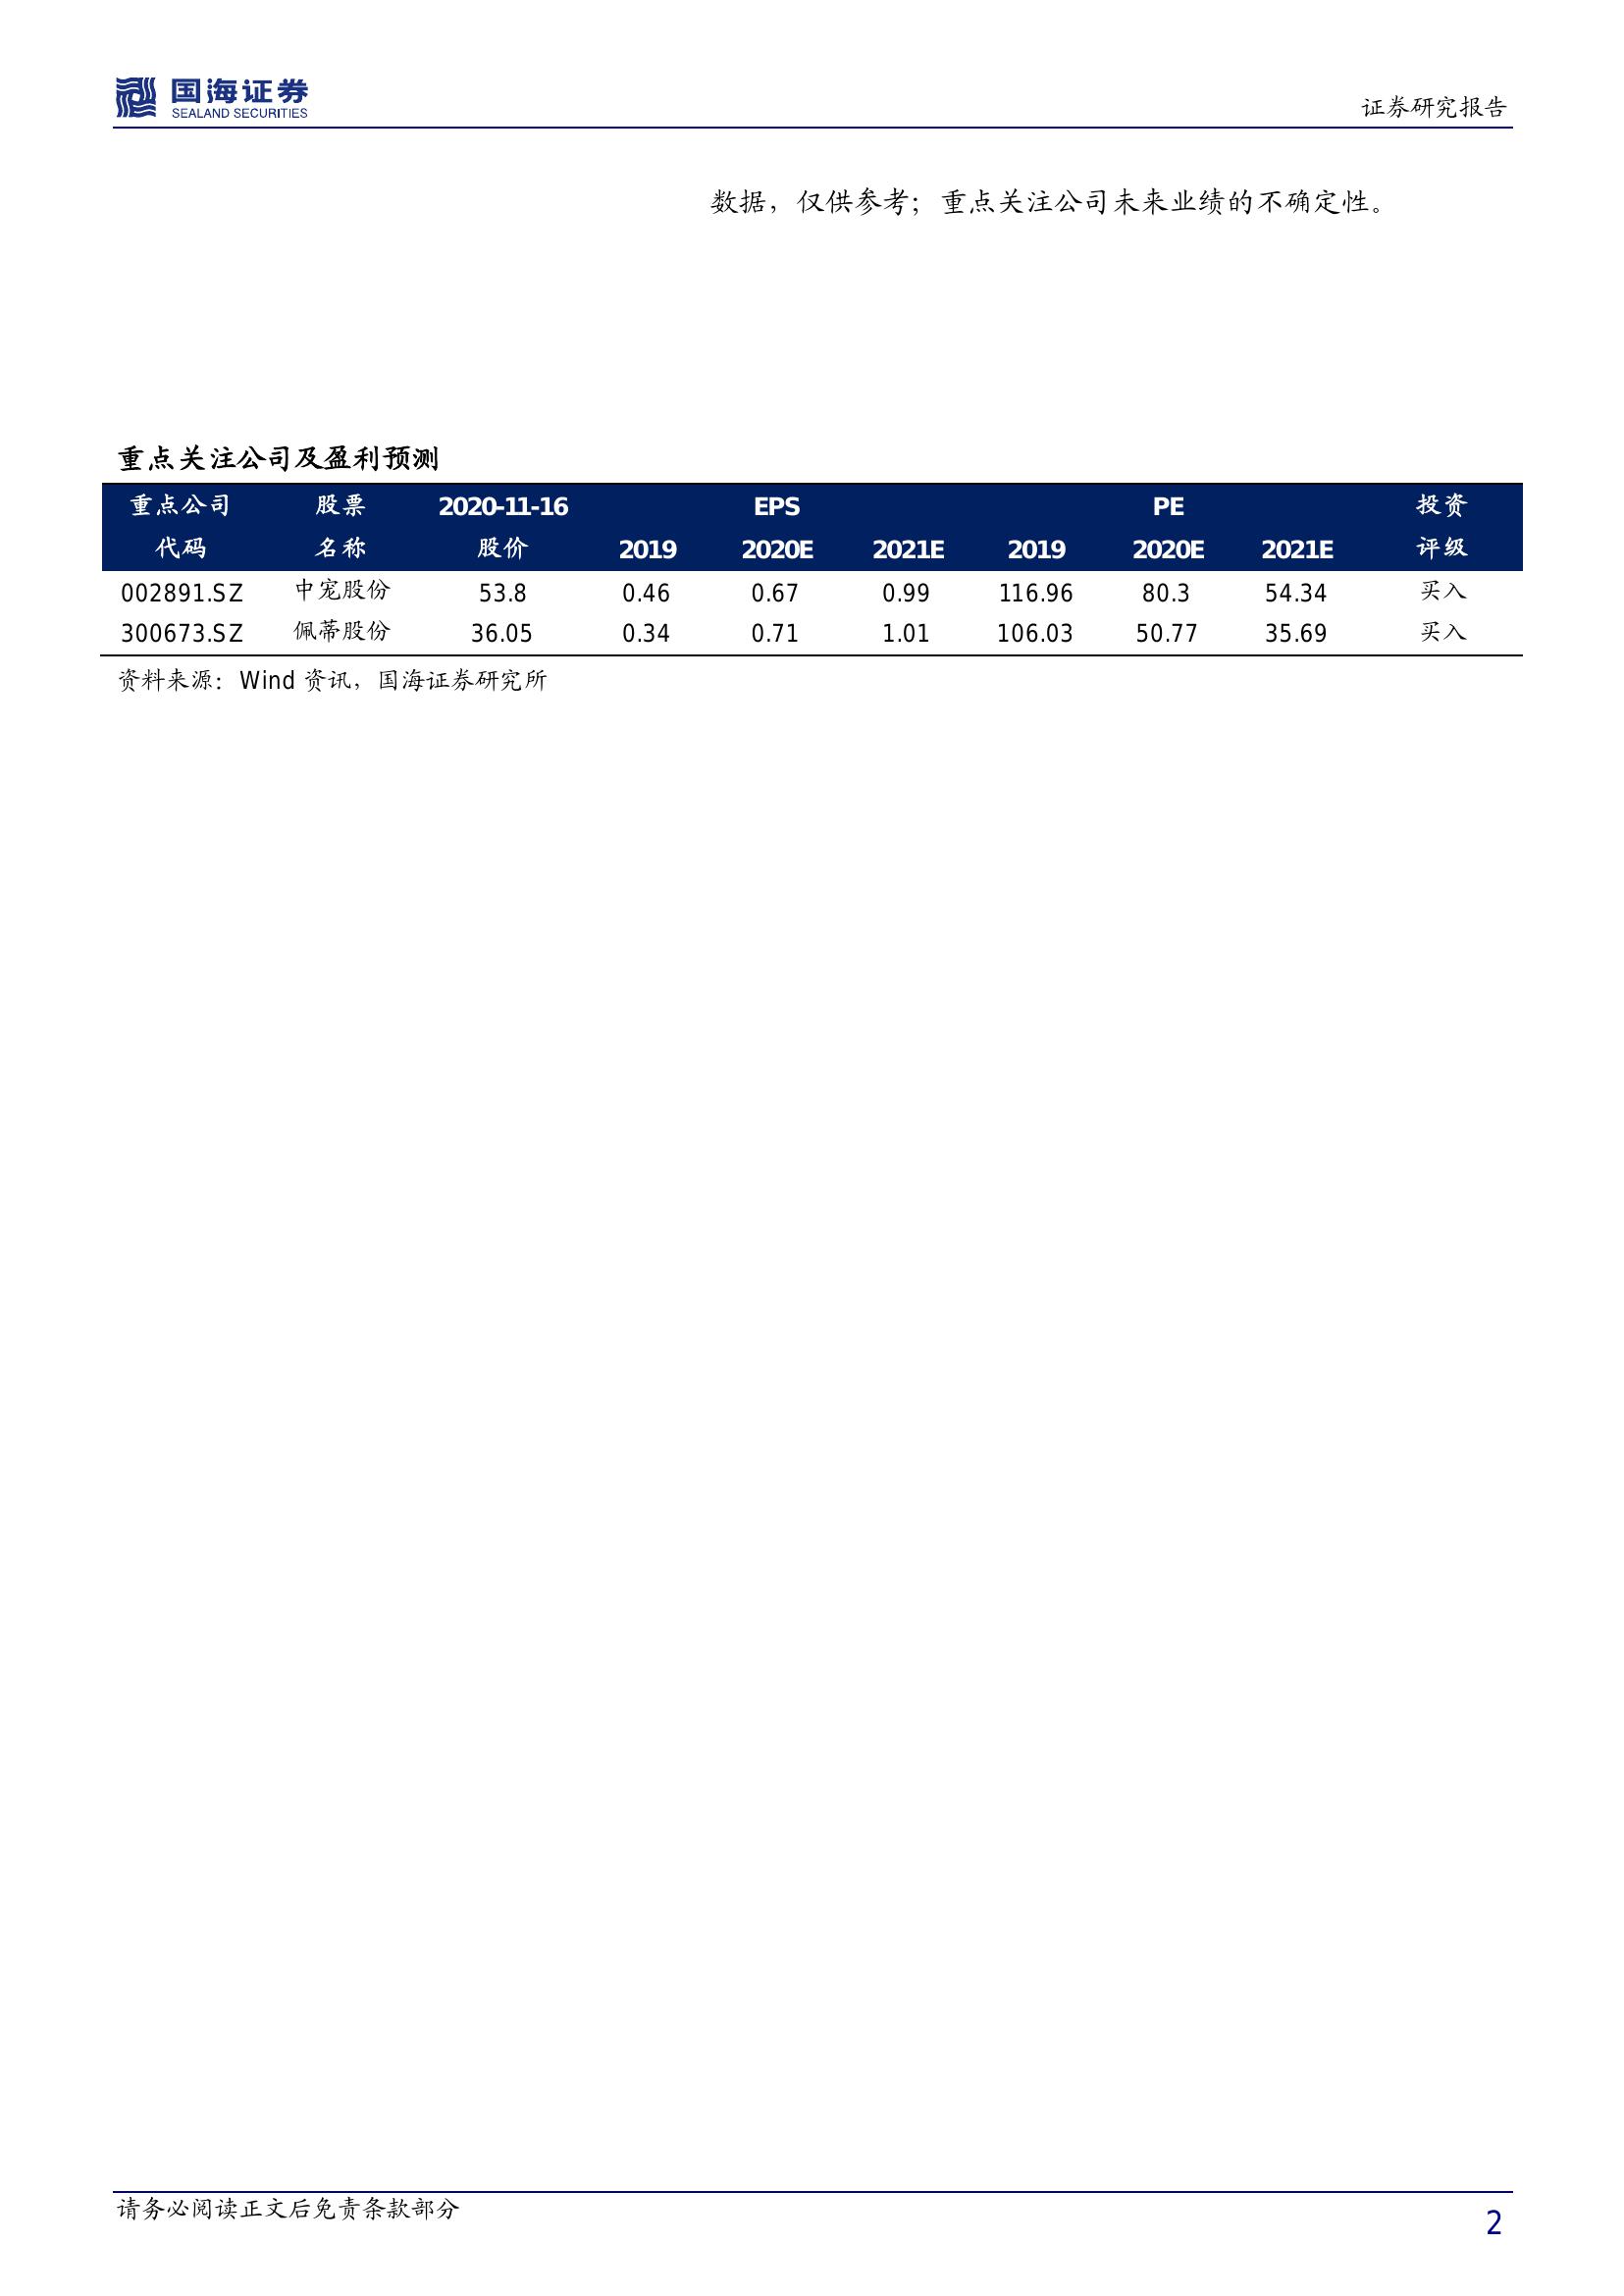 国海证券
SEALAND SECURITIES
证券研究报告
数据，仅供参考；重点关注公司未来业绩的不确定性。
重点关注公司及盈利预测
重点公司 股票 2020-11-16 EPS PE 投资
代码 名称 股价 2019 2020E 2021E 2019 2020E 2021E 评级
002891.SZ 中宠股份 53.8 0.46 0.67 0.99 116.96 80.3 54.34 买入
300673.SZ 佩蒂股份 36.05 0.34 0.71 1.01 106.03 50.77 35.69 买入
资料来源：Wind 资讯，国海证券研究所
请务必阅读正文后免责条款部分
2